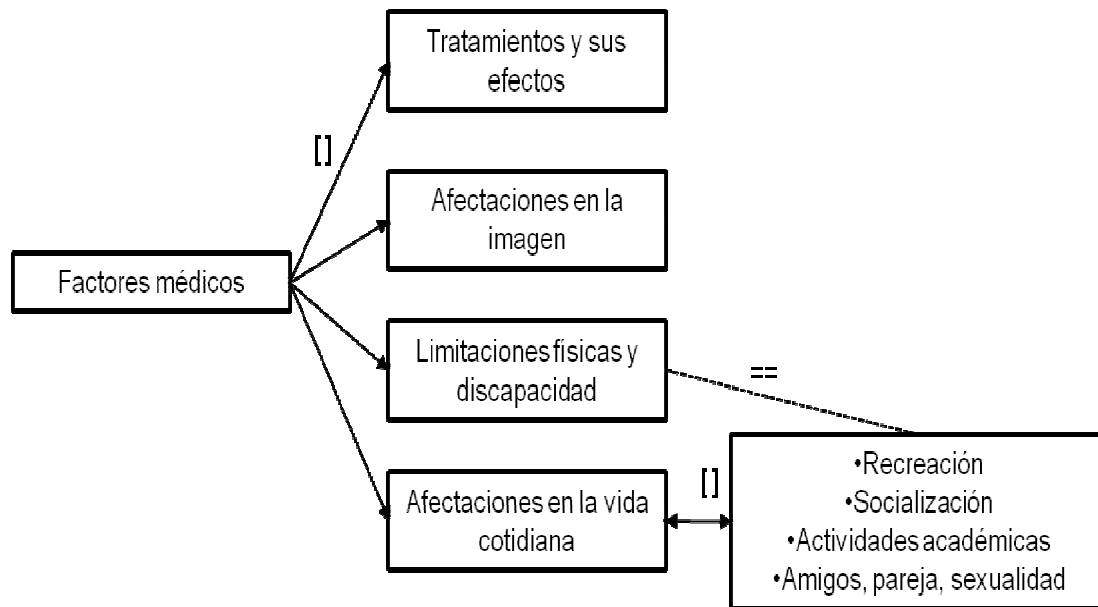 Tratamientos y sus
efectos
[]
Afectaciones en la
imagen
Factores médicos
Limitaciones físicas y
discapacidad
==
Afectaciones en la vida
cotidiana
[]
•Recreación
•Socialización
•Actividades académicas
•Amigos, pareja, sexualidad